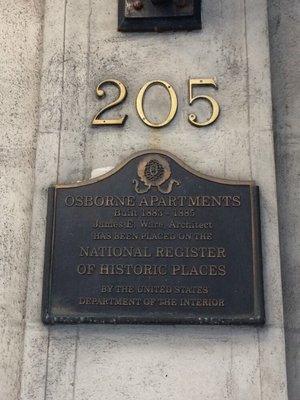 205
OSBORNE APARTMENTS
Built 1883 - 1885
James E. Ware, Architect
HAS BEEN PLACED ON THE
NATIONAL REGISTER
OF HISTORIC PLACES
BY THE UNITED STATES
DEPARTMENT OF THE INTERIOR